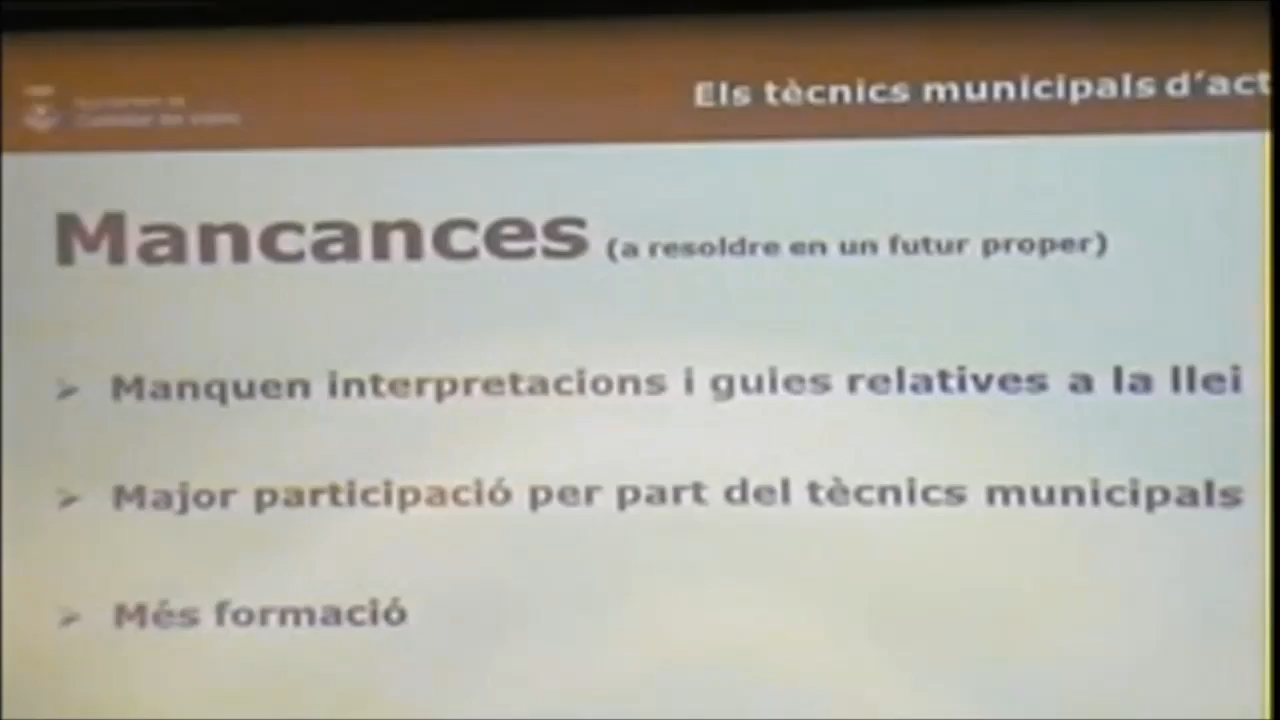 Els tècnics municipals d'act
Mancances (a resoldre en un futur proper)
➢ Manquen interpretacions i guies relatives a la llei
➢ Major participació per part del tècnics municipals
➢ Més formació